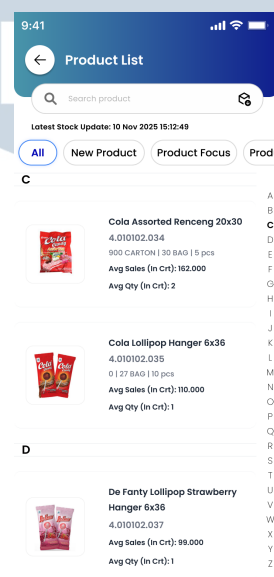 9:41
Product List
Search product
Latest Stock Update: 10 Nov 2025 15:12:49
All
New Product
Product Focus
Prod
C
Cola Assorted Renceng 20x30
4.010102.034
900 CARTON | 30 BAG | 5 pcs
Avg Sales (In Crt): 162.000
Avg Qty (In Crt): 2
Cola Lollipop Hanger 6x36
4.010102.035
0 | 27 BAG | 10 pcs
Avg Sales (In Crt): 110.000
Avg Qty (In Crt): 1
D
De Fanty Lollipop Strawberry
Hanger 6x36
4.010102.037
Avg Sales (In Crt): 99.000
Avg Qty (In Crt): 1
A
B
C
D
E
F
G
H
I
J
K
L
M
N
O
P
Q
R
S
T
U
V
W
X
Y
Z